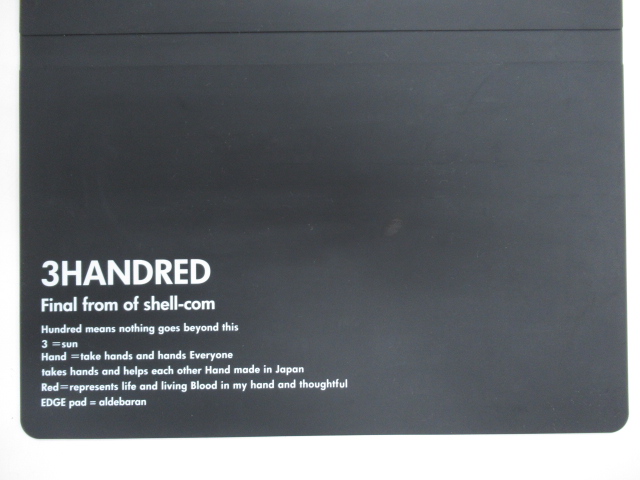 3HANDRED
Final from of shell-com
Hundred means nothing goes beyond this
3 =sun
Hand =take hands and hands Everyone
takes hands and helps each other Hand made in Japan
Red=represents life and living Blood in my hand and thoughtful
EDGE pad = aldebaran